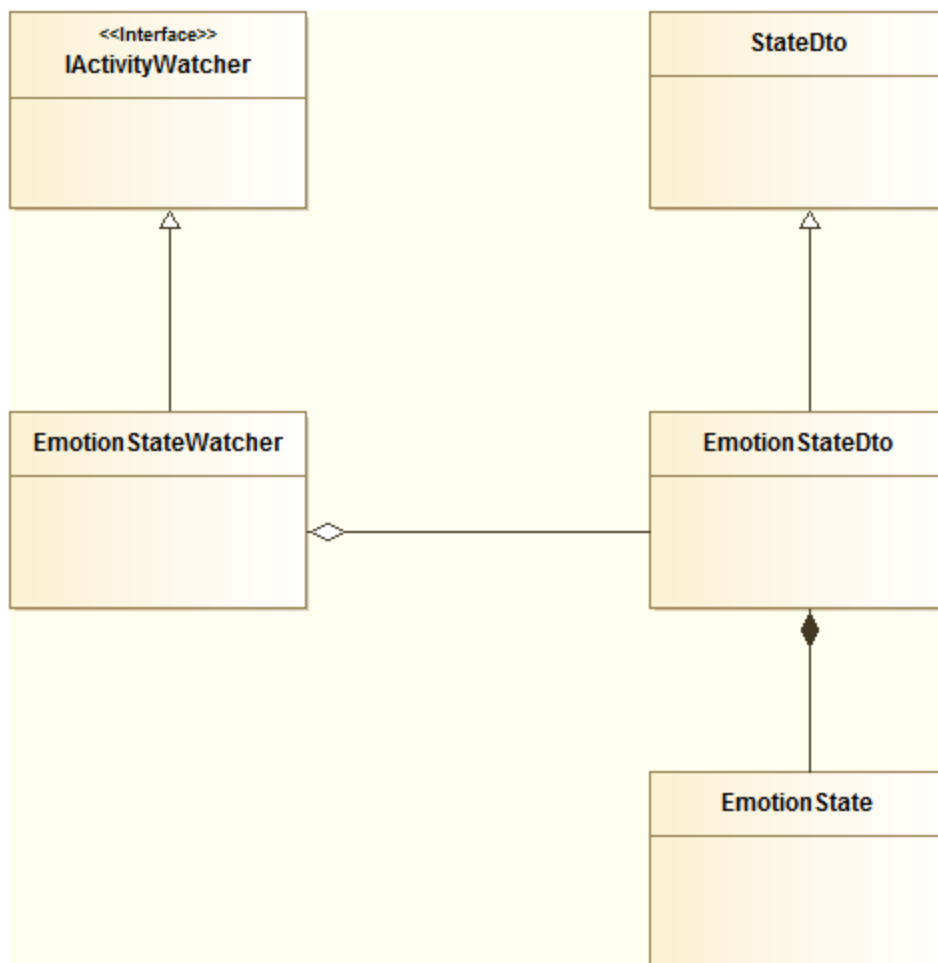 <<Interface>>
IActivityWatcher
StateDto
EmotionStateWatcher
EmotionStateDto
EmotionState